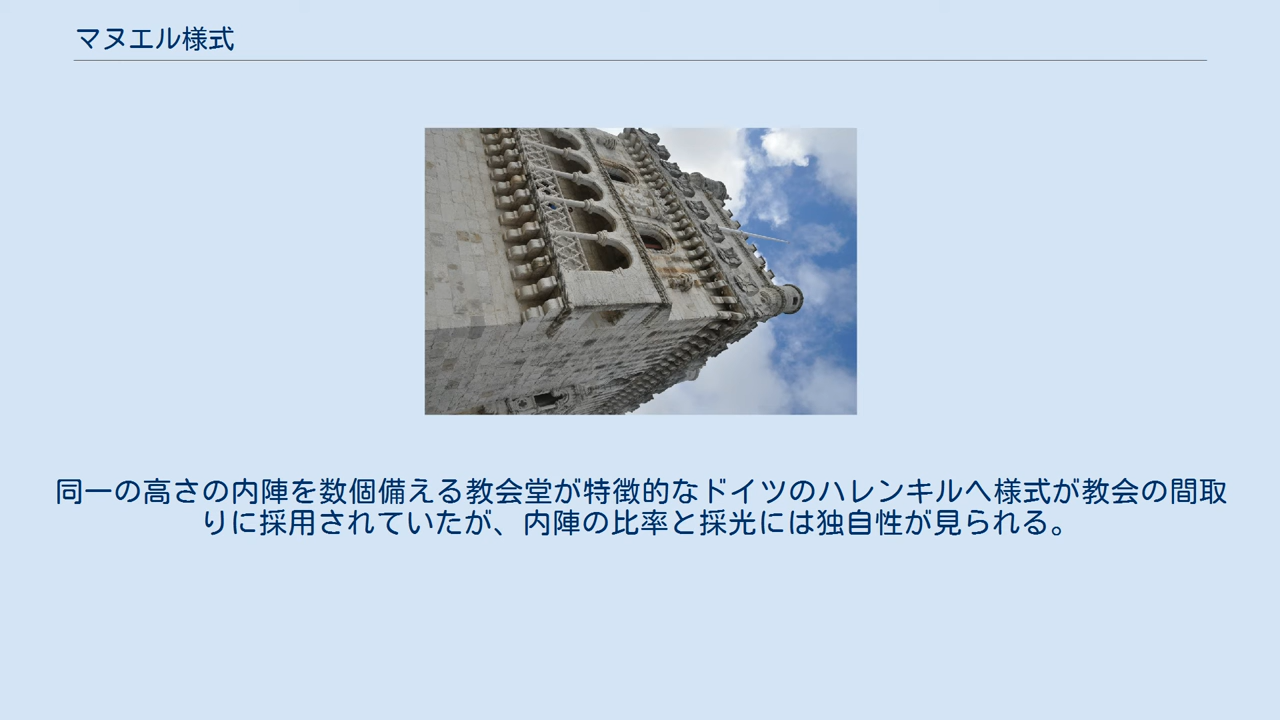 マヌエル様式
同一の高さの内陣を数個備える教会堂が特徴的なドイツのハレンキルヘ様式が教会の間取
りに採用されていたが、内陣の比率と採光には独自性が見られる。